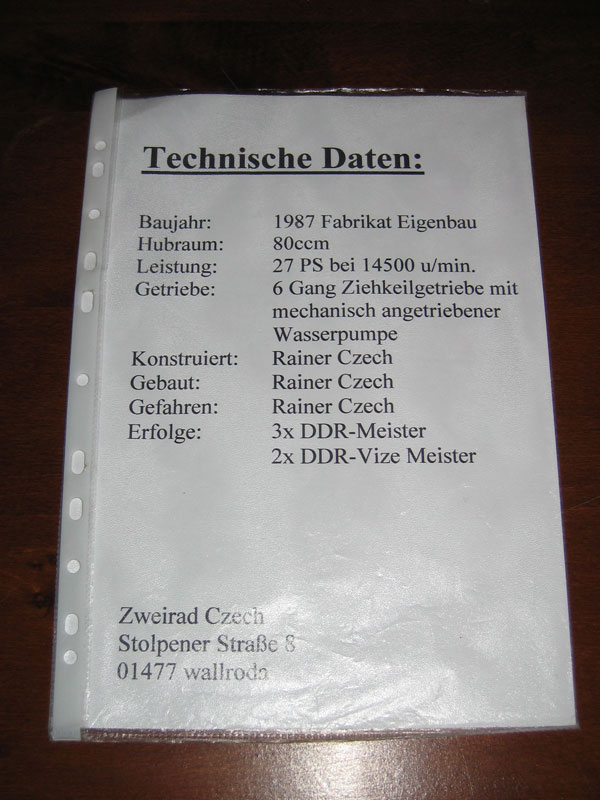 Technische Daten:
Baujahr: 1987 Fabrikat Eigenbau
Hubraum: 80ccm
Leistung: 27 PS bei 14500 u/min.
Getriebe: 6 Gang Ziehkeilgetriebe mit
mechanisch angetriebener
Wasserpumpe
Konstruiert: Rainer Czech
Gebaut: Rainer Czech
Gefahren: Rainer Czech
Erfolge: 3x DDR-Meister
2x DDR-Vize Meister
Zweirad Czech
Stolpener Straße 8
01477 wallroda